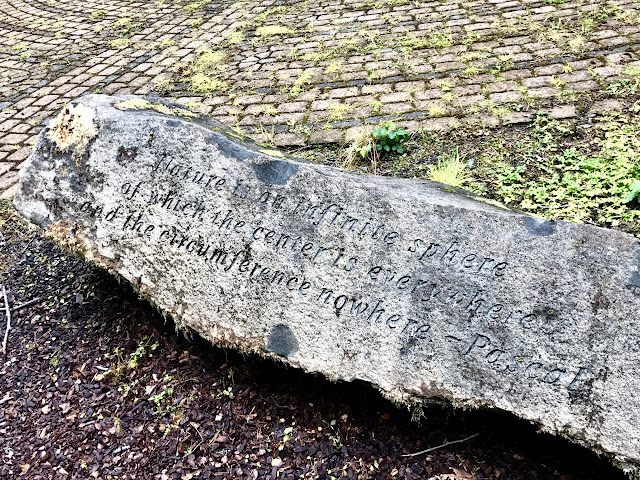 Nature is an infinite sphere
of which the center is everywhere
and the circumference nowhere - Pascal